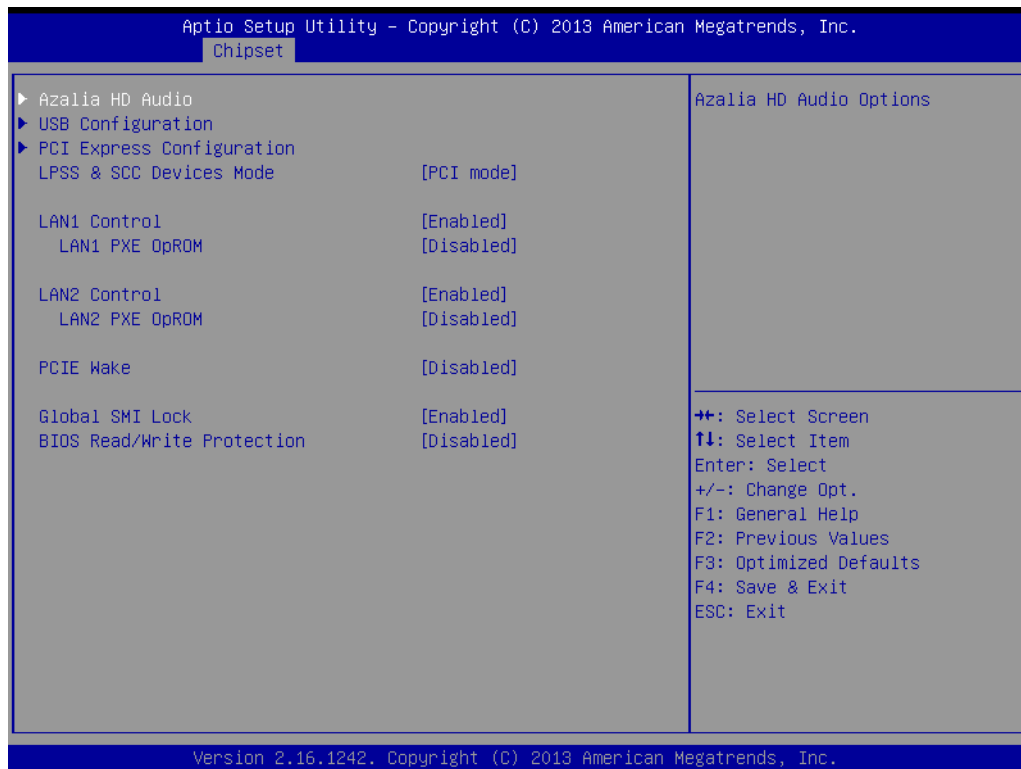 Aptio Setup Utility – Copyright (C) 2013 American Megatrends, Inc.
Chipset
Azalia HD Audio
USB Configuration
PCI Express Configuration
LPSS & SCC Devices Mode [PCI mode]
LAN1 Control [Enabled]
LAN1 PXE OpROM [Disabled]
LAN2 Control [Enabled]
LAN2 PXE OpROM [Disabled]
PCIE Wake [Disabled]
Global SMI Lock [Enabled]
BIOS Read/Write Protection [Disabled]
Azalia HD Audio Options
→←: Select Screen
↑↓: Select Item
Enter: Select
+/-: Change Opt.
F1: General Help
F2: Previous Values
F3: Optimized Defaults
F4: Save & Exit
ESC: Exit
Version 2.16.1242. Copyright (C) 2013 American Megatrends, Inc.